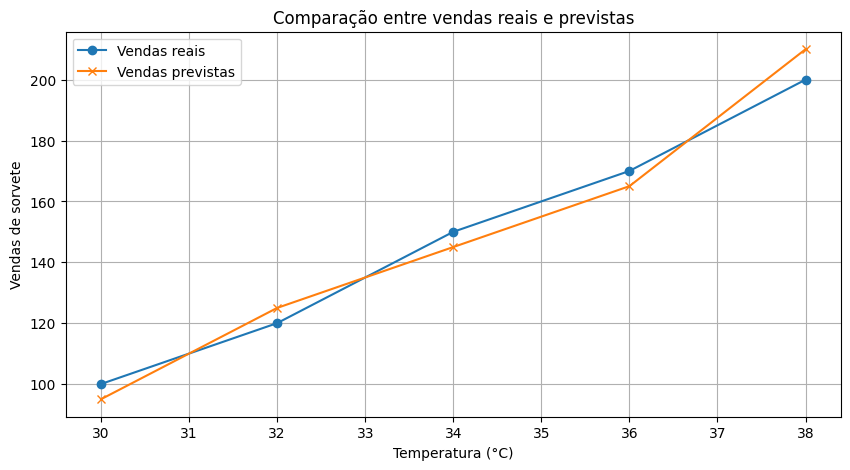 Comparação entre vendas reais e previstas
Vendas reais
Vendas previstas
Vendas de sorvete
200
180
160
140
120
100
30 31 32 33 34 35 36 37 38
Temperatura (°C)